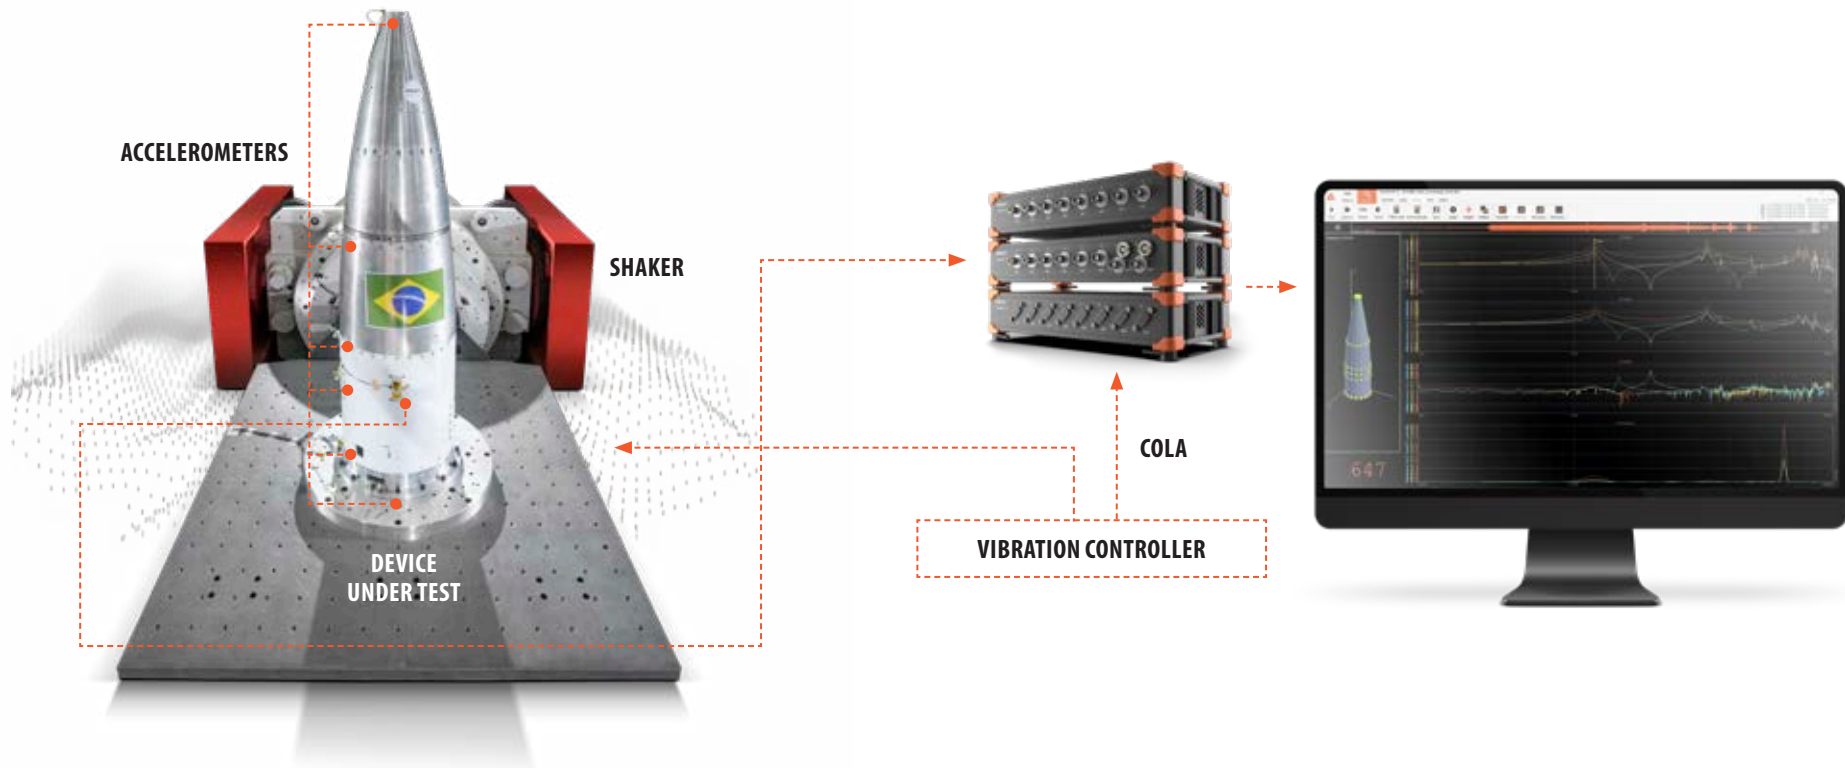 ACCELEROMETERS
SHAKER
DEVICE
UNDER TEST
COLA
VIBRATION CONTROLLER
647